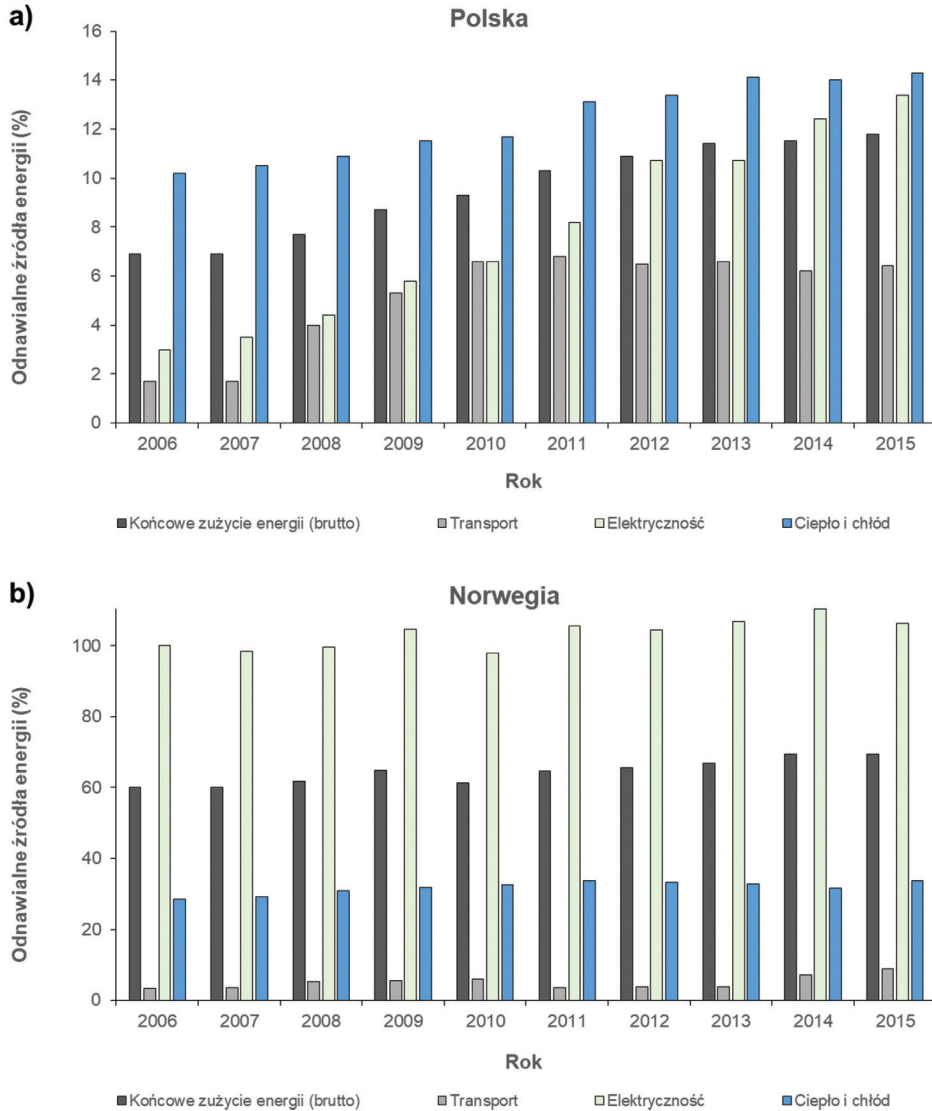 a)
Polska
16
14
12
10
8
6
4
2
0
Odnawialne źródła energii (%)
2006 2007 2008 2009 2010 2011 2012 2013 2014 2015
Rok
Końcowe zużycie energii (brutto) Transport Elektryczność Ciepło i chłód
b)
Norwegia
100
80
60
40
20
0
Odnawialne źródła energii (%)
2006 2007 2008 2009 2010 2011 2012 2013 2014 2015
Rok
Końcowe zużycie energii (brutto) Transport Elektryczność Ciepło i chłód